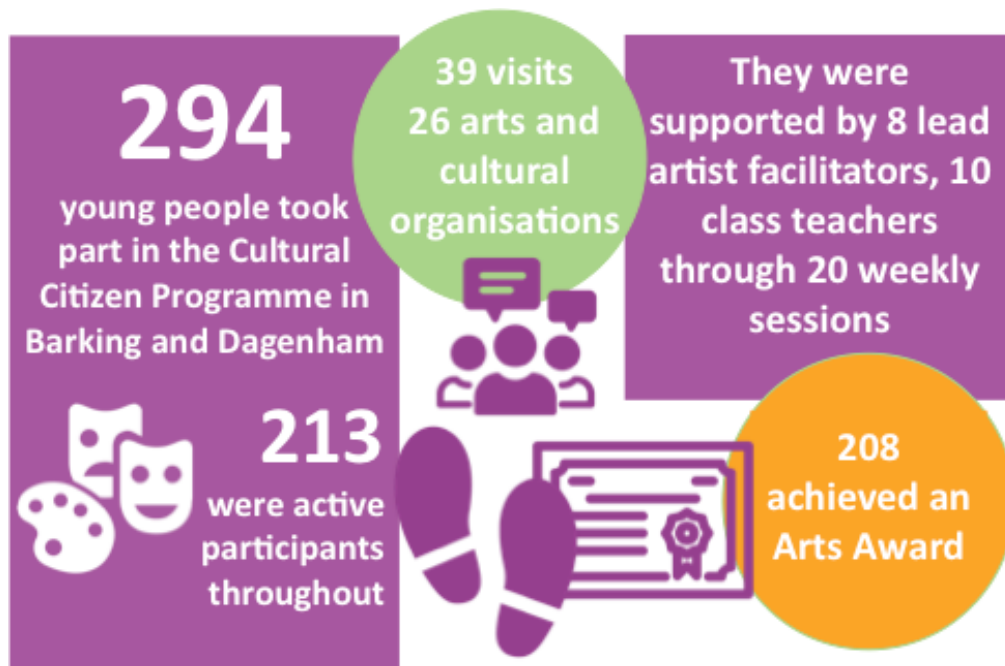 294
young people took
part in the Cultural
Citizen Programme in
Barking and Dagenham
213
were active
participants
throughout
39 visits
26 arts and
cultural
organisations
They were
supported by 8 lead
artist facilitators, 10
class teachers
through 20 weekly
sessions
208
achieved an
Arts Award